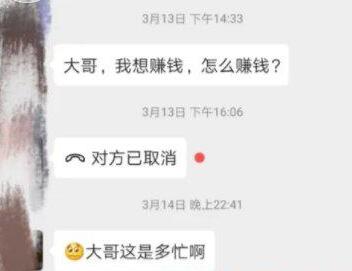 3月13日 下午14:33
大哥，我想赚钱，怎么赚钱？
3月13日 下午16:06
对方已取消
3月14日 晚上22:41
🥺大哥这是多忙啊